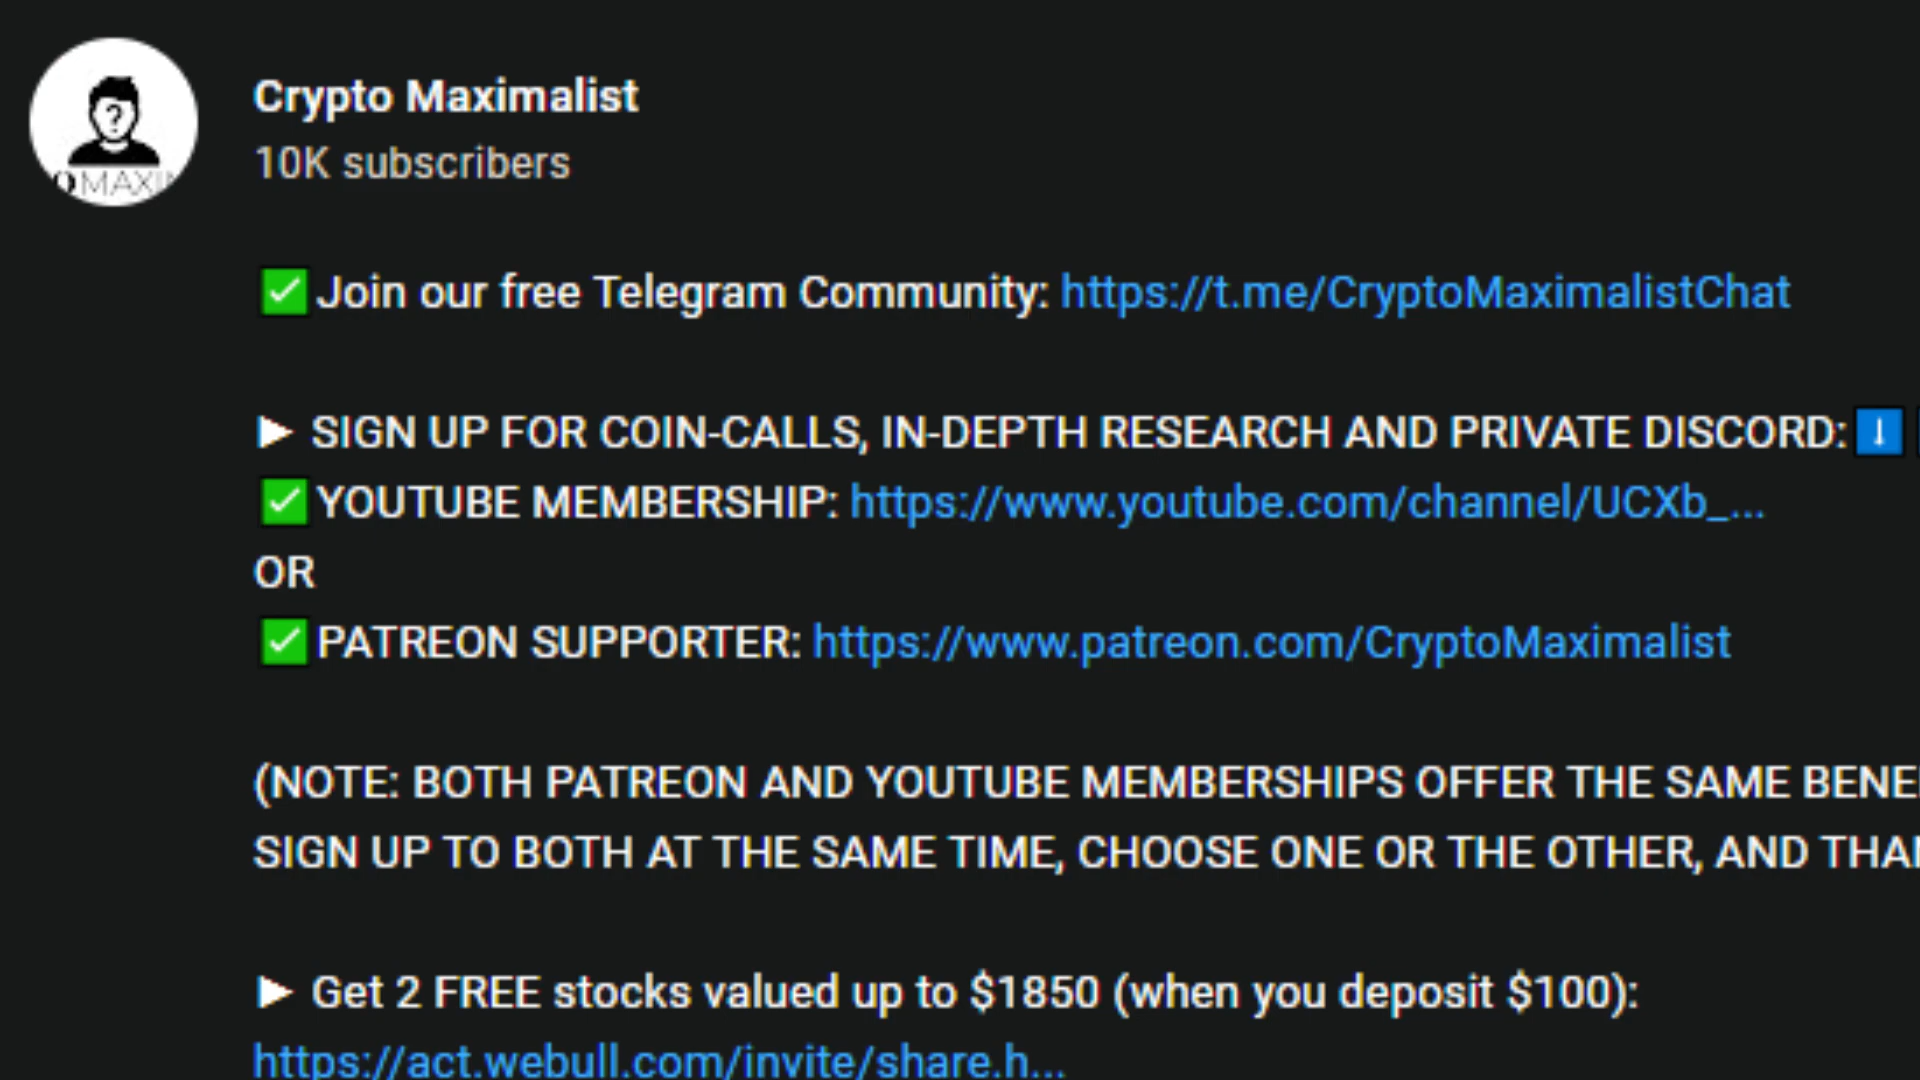 Crypto Maximalist
10K subscribers
O MAXI
✅ Join our free Telegram Community: https://t.me/CryptoMaximalistChat
► SIGN UP FOR COIN-CALLS, IN-DEPTH RESEARCH AND PRIVATE DISCORD: ⬇
✅ YOUTUBE MEMBERSHIP: https://www.youtube.com/channel/UCXb_...
OR
✅ PATREON SUPPORTER: https://www.patreon.com/CryptoMaximalist
(NOTE: BOTH PATREON AND YOUTUBE MEMBERSHIPS OFFER THE SAME BENE
SIGN UP TO BOTH AT THE SAME TIME, CHOOSE ONE OR THE OTHER, AND THAN
► Get 2 FREE stocks valued up to $1850 (when you deposit $100):
https://act.webull.com/invite/share.h...